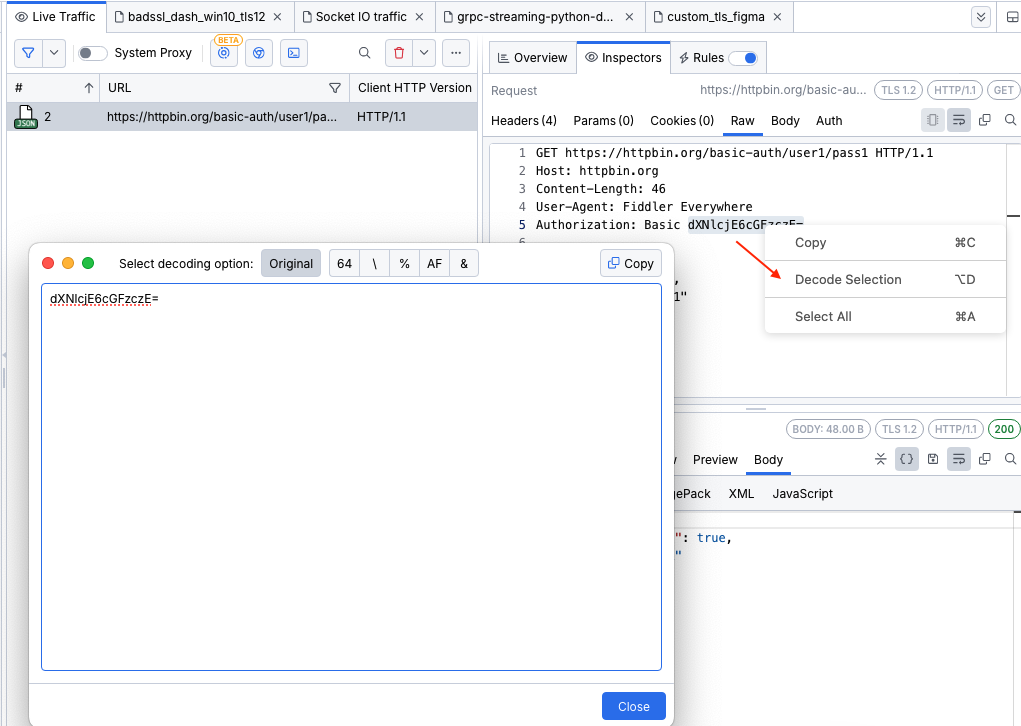 Live Traffic
badssl_dash_win10_tls12
Socket IO traffic
grpc-streaming-python-d...
custom_tls_figma
System Proxy
BETA
Overview
Inspectors
Rules
# URL Client HTTP Version
JSON 2 https://httpbin.org/basic-auth/user1/pa... HTTP/1.1
Request https://httpbin.org/basic-au... TLS 1.2 HTTP/1.1 GET
Headers (4) Params (0) Cookies (0) Raw Body Auth
1 GET https://httpbin.org/basic-auth/user1/pass1 HTTP/1.1
2 Host: httpbin.org
3 Content-Length: 46
4 User-Agent: Fiddler Everywhere
5 Authorization: Basic dXNlcjE6cGFzczE=
6
Copy ⌘C
Decode Selection ⌥D
Select All ⌘A
,
1"
Select decoding option: Original 64 \ % AF & Copy
dXNlcjE6cGFzczE=
Close
BODY: 48.00 B TLS 1.2 HTTP/1.1 200
Preview Body
gePack XML JavaScript
": true,
"